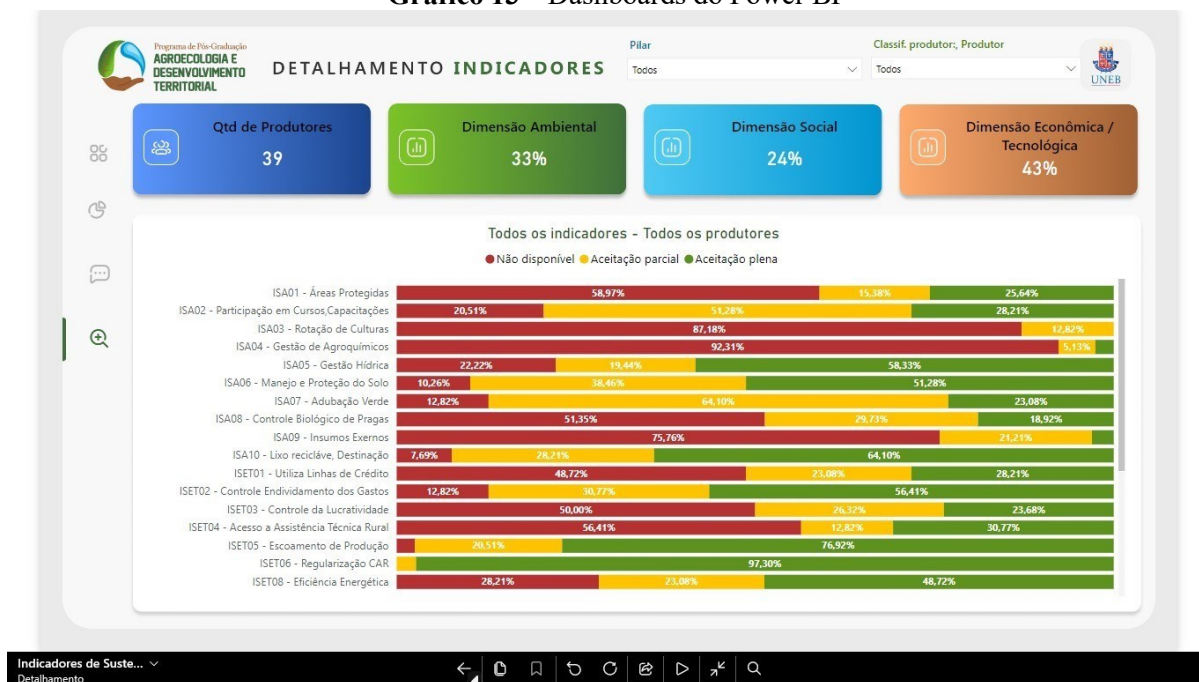 Gráfico 15 – Dashboards do Power BI
Programa de Pós-Graduação
AGROECOLOGIA E
DESENVOLVIMENTO
TERRITORIAL
DETALHAMENTO INDICADORES
Pilar
Todos
Classif. produtor:, Produtor
Todos
UNEB
Qtd de Produtores
39
Dimensão Ambiental
33%
Dimensão Social
24%
Dimensão Econômica /
Tecnológica
43%
Todos os indicadores - Todos os produtores
Não disponível Aceitação parcial Aceitação plena
ISA01 - Áreas Protegidas 58,97% 15,38% 25,64%
ISA02 - Participação em Cursos,Capacitações 20,51% 51,28% 28,21%
ISA03 - Rotação de Culturas 87,18% 12,82%
ISA04 - Gestão de Agroquímicos 92,31% 5,13%
ISA05 - Gestão Hídrica 22,22% 19,44% 58,33%
ISA06 - Manejo e Proteção do Solo 10,26% 38,46% 51,28%
ISA07 - Adubação Verde 12,82% 64,10% 23,08%
ISA08 - Controle Biológico de Pragas 51,35% 29,73% 18,92%
ISA09 - Insumos Exernos 75,76% 21,21%
ISA10 - Lixo recicláve, Destinação 7,69% 28,21% 64,10%
ISET01 - Utiliza Linhas de Crédito 48,72% 23,08% 28,21%
ISET02 - Controle Endividamento dos Gastos 12,82% 30,77% 56,41%
ISET03 - Controle da Lucratividade 50,00% 26,32% 23,68%
ISET04 - Acesso a Assistência Técnica Rural 56,41% 12,82% 30,77%
ISET05 - Escoamento de Produção 20,51% 76,92%
ISET06 - Regularização CAR 97,30%
ISET08 - Eficiência Energética 28,21% 23,08% 48,72%
Indicadores de Suste...
Detalhamento